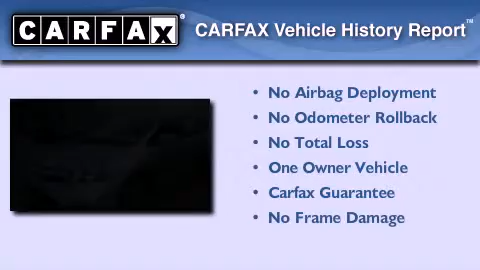 CARFAX® CARFAX Vehicle History Report™
• No Airbag Deployment
• No Odometer Rollback
• No Total Loss
• One Owner Vehicle
• Carfax Guarantee
• No Frame Damage